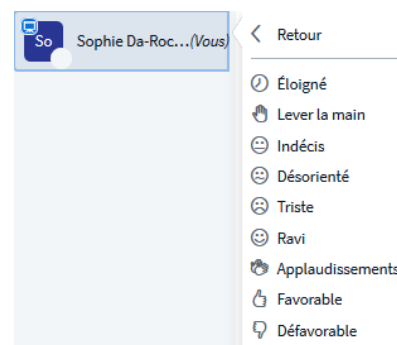 So
Sophie Da-Roc...(Vous)
Retour
Éloigné
Lever la main
Indécis
Désorienté
Triste
Ravi
Applaudissements
Favorable
Défavorable